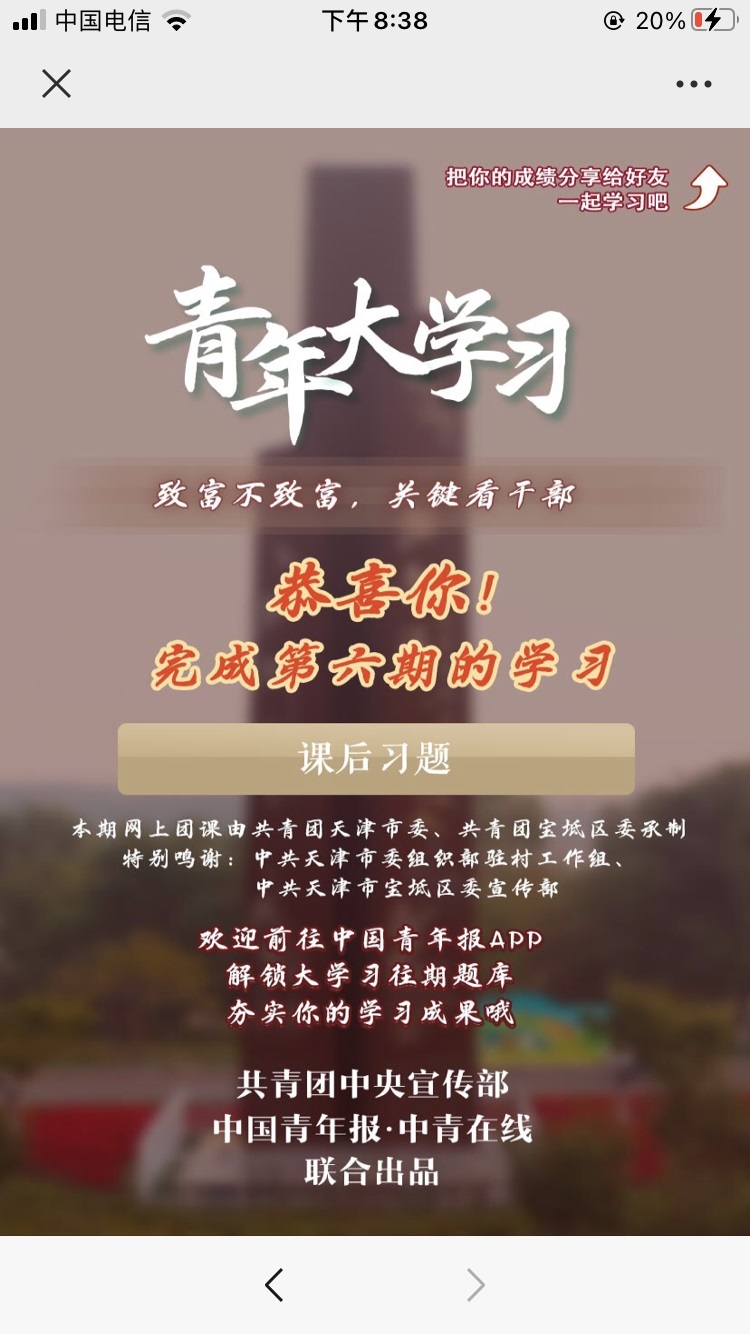 中国电信
下午8:38
20%
把你的成绩分享给好友
一起学习吧
青年大学习
致富不致富，关键看干部
恭喜你！
完成第六期的学习
课后习题
本期网上团课由共青团天津市委、共青团宝坻区委承制
特别鸣谢：中共天津市委组织部驻村工作组、
中共天津市宝坻区委宣传部
欢迎前往中国青年报APP
解锁大学习往期题库
夯实你的学习成果哦
共青团中央宣传部
中国青年报·中青在线
联合出品